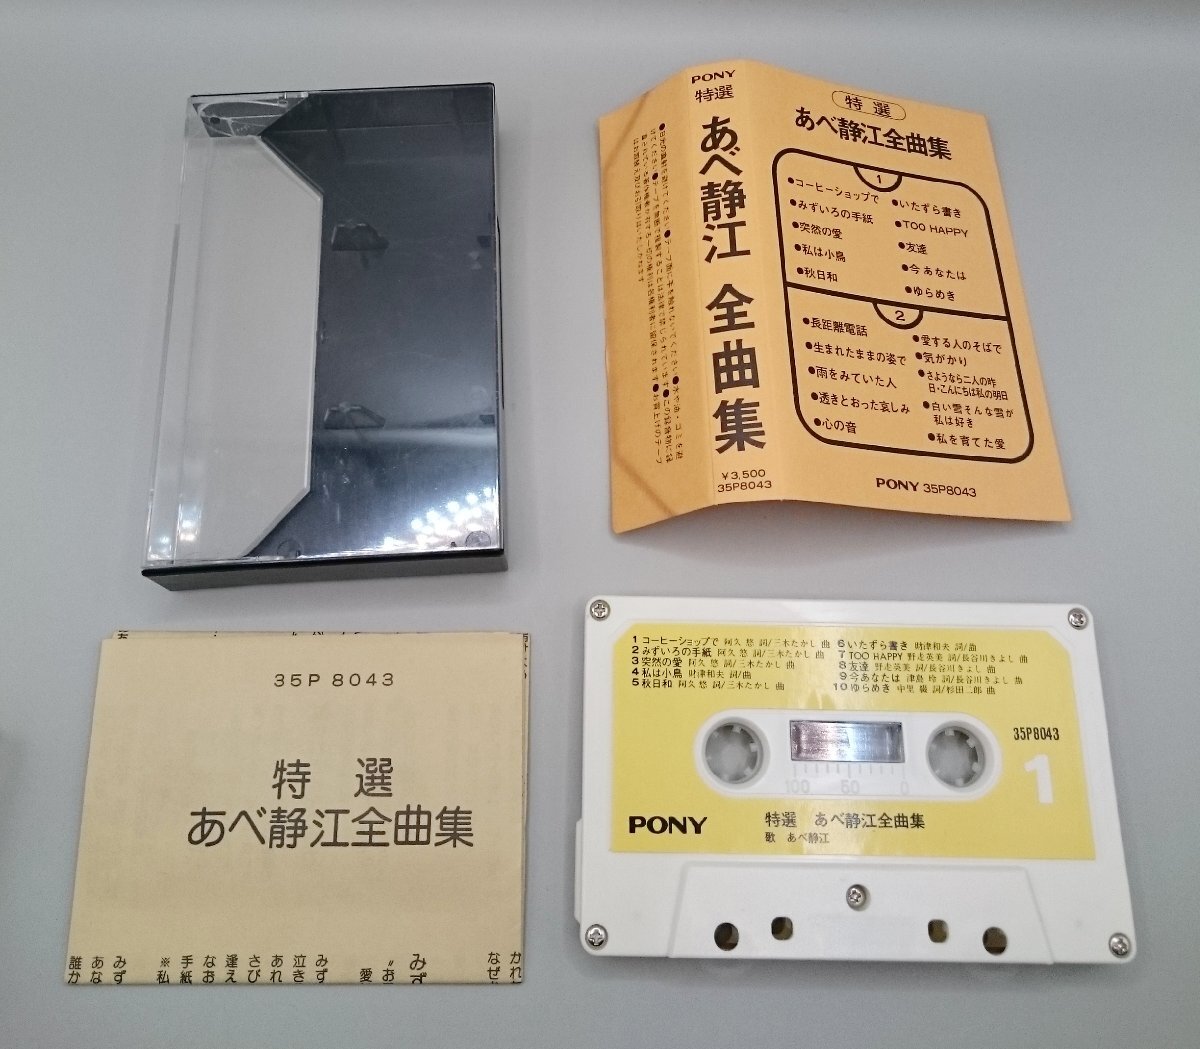 PONY
特選
あべ静江 全曲集
¥3,500
35P8043
特選
あべ静江全曲集
1
●コーヒーショップで
●みずいろの手紙
●突然の愛
●私は小鳥
●秋日和
●いたずら書き
●TOO HAPPY
●友達
●今 あなたは
●ゆらめき
2
●長距離電話
●生まれたままの姿で
●雨をみていた人
●透きとおった哀しみ
●心の音
●愛する人のそばで
●気がかり
●さようなら二人の昨
日・こんにちは私の明日
●白い雪そんな雪が
私は好き
●私を育てた愛
PONY 35P8043
35P 8043
特 選
あべ静江全曲集
1 コーヒーショップで 阿久 悠 詞/三木たかし 曲
2 みずいろの手紙 阿久 悠 詞/三木たかし 曲
3 突然の愛 阿久 悠 詞/三木たかし 曲
4 私は小鳥 財津和夫 詞/曲
5 秋日和 阿久 悠 詞/三木たかし 曲
6 いたずら書き 財津和夫 詞/曲
7 TOO HAPPY 野走英美 詞/長谷川きよし 曲
8 友達 野走英美 詞/長谷川きよし 曲
9 今あなたは 津島 玲 詞/長谷川きよし 曲
10 ゆらめき 中里 綴 詞/杉田二郎 曲
35P8043
1
100 50 0
PONY
特選 あべ静江全曲集
歌 あべ静江